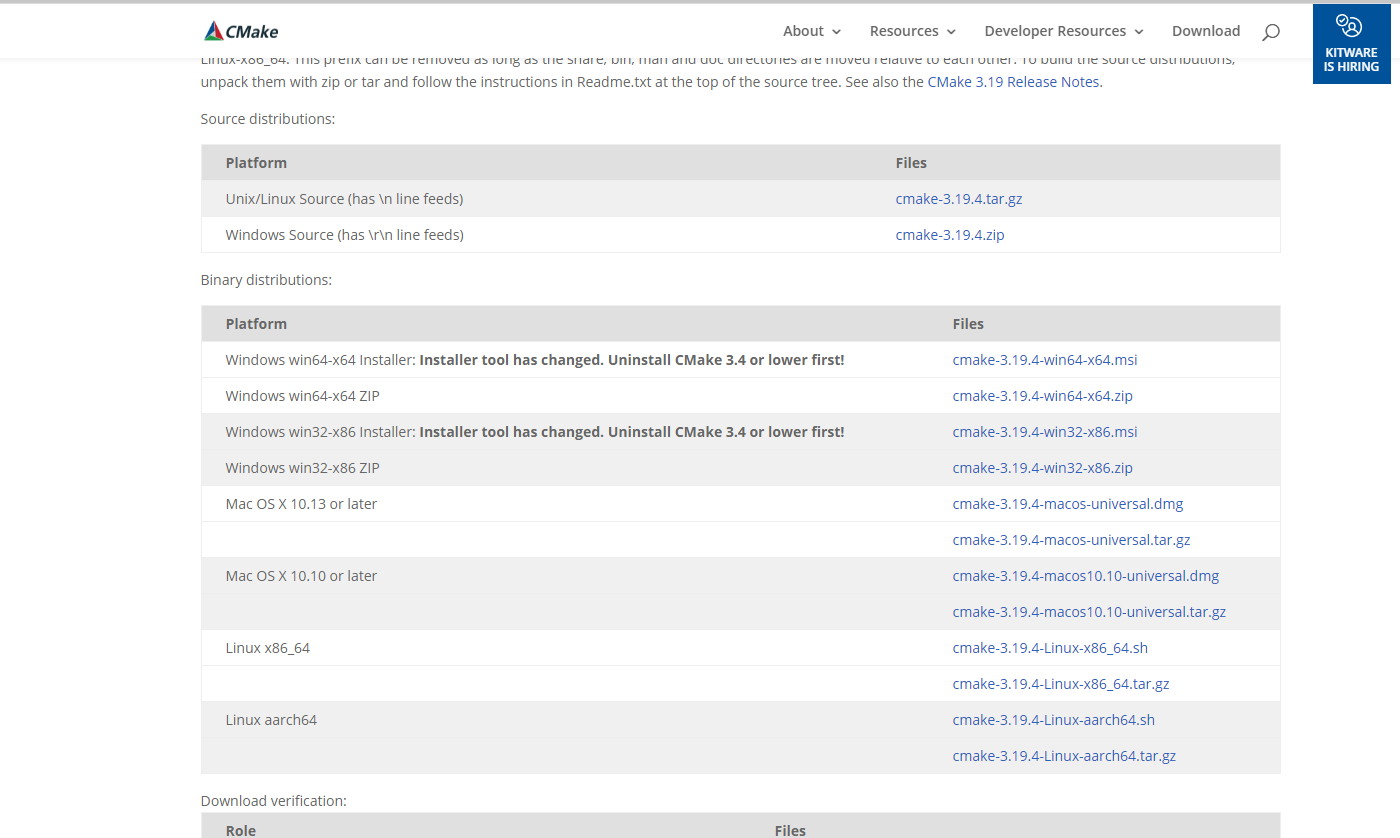 CMake
About
Resources
Developer Resources
Download
KITWARE
IS HIRING
Linux-x86_64. This prefix can be removed as long as the share, bin, man and doc directories are moved relative to each other. To build the source distributions,
unpack them with zip or tar and follow the instructions in Readme.txt at the top of the source tree. See also the CMake 3.19 Release Notes.
Source distributions:
Platform Files
Unix/Linux Source (has \n line feeds) cmake-3.19.4.tar.gz
Windows Source (has \r\n line feeds) cmake-3.19.4.zip
Binary distributions:
Platform Files
Windows win64-x64 Installer: Installer tool has changed. Uninstall CMake 3.4 or lower first! cmake-3.19.4-win64-x64.msi
Windows win64-x64 ZIP cmake-3.19.4-win64-x64.zip
Windows win32-x86 Installer: Installer tool has changed. Uninstall CMake 3.4 or lower first! cmake-3.19.4-win32-x86.msi
Windows win32-x86 ZIP cmake-3.19.4-win32-x86.zip
Mac OS X 10.13 or later cmake-3.19.4-macos-universal.dmg
cmake-3.19.4-macos-universal.tar.gz
Mac OS X 10.10 or later cmake-3.19.4-macos10.10-universal.dmg
cmake-3.19.4-macos10.10-universal.tar.gz
Linux x86_64 cmake-3.19.4-Linux-x86_64.sh
cmake-3.19.4-Linux-x86_64.tar.gz
Linux aarch64 cmake-3.19.4-Linux-aarch64.sh
cmake-3.19.4-Linux-aarch64.tar.gz
Download verification:
Role Files